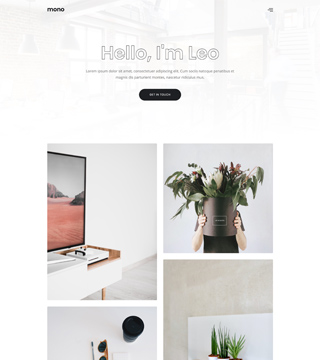 mono
Hello, I'm Leo
Lorem ipsum dolor sit amet, consectetuer adipiscing elit. Cum sociis natoque penatibus et
magnis dis parturient montes, nascetur ridiculus mus.
GET IN TOUCH